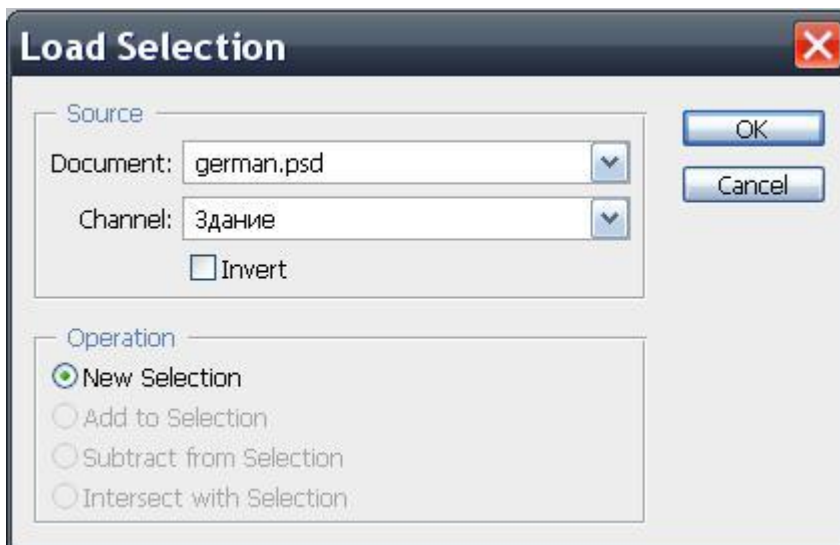 Load Selection
Source
OK
Document: german.psd
Cancel
Channel: Здание
Invert
Operation
New Selection
Add to Selection
Subtract from Selection
Intersect with Selection